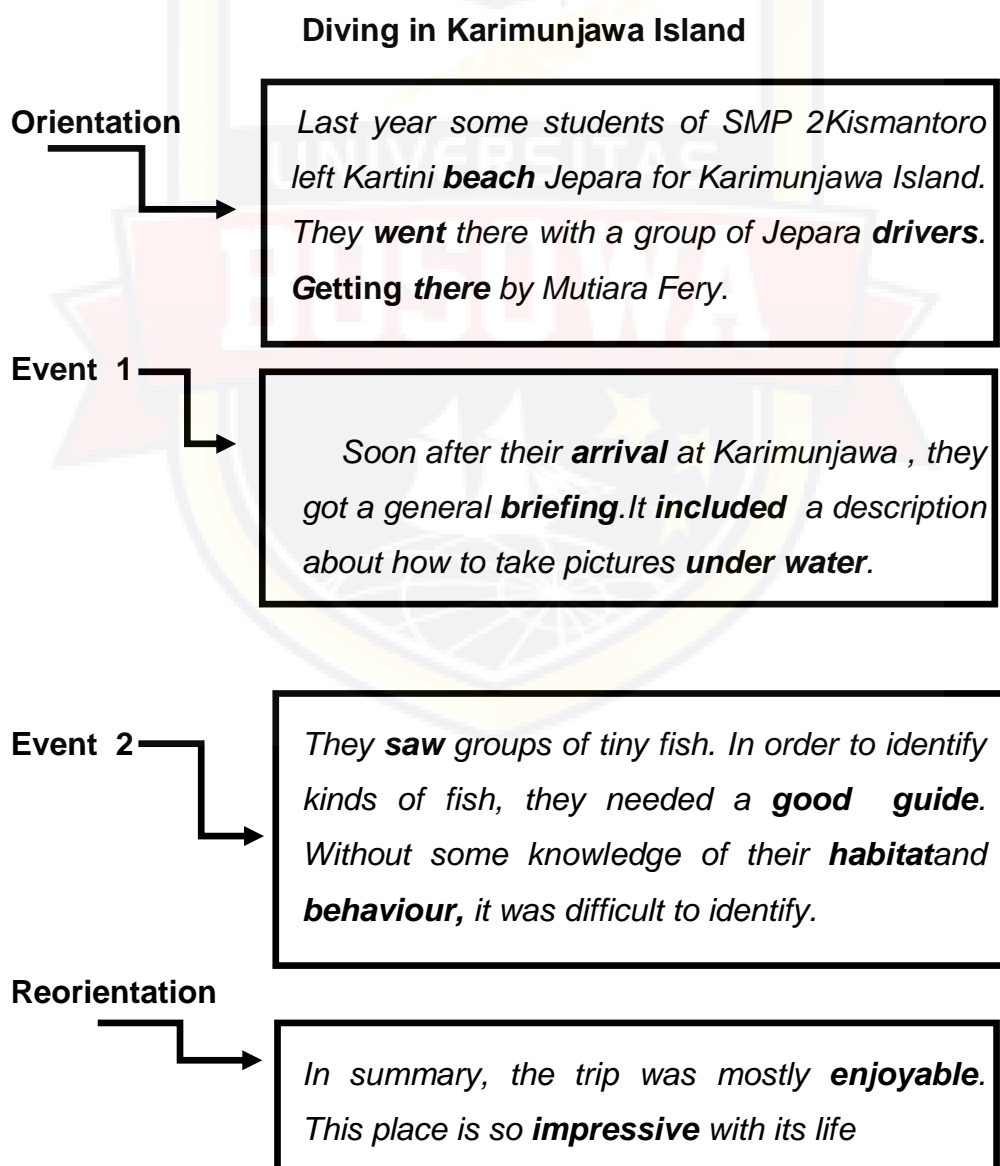 Diving in Karimunjawa Island
Orientation
Last year some students of SMP 2Kismantoro
left Kartini beach Jepara for Karimunjawa Island.
They went there with a group of Jepara drivers.
Getting there by Mutiara Fery.
Event 1
Soon after their arrival at Karimunjawa , they
got a general briefing.It included a description
about how to take pictures under water.
Event 2
They saw groups of tiny fish. In order to identify
kinds of fish, they needed a good guide.
Without some knowledge of their habitatand
behaviour, it was difficult to identify.
Reorientation
In summary, the trip was mostly enjoyable.
This place is so impressive with its life
UNIVERSITAS
BOSOWA